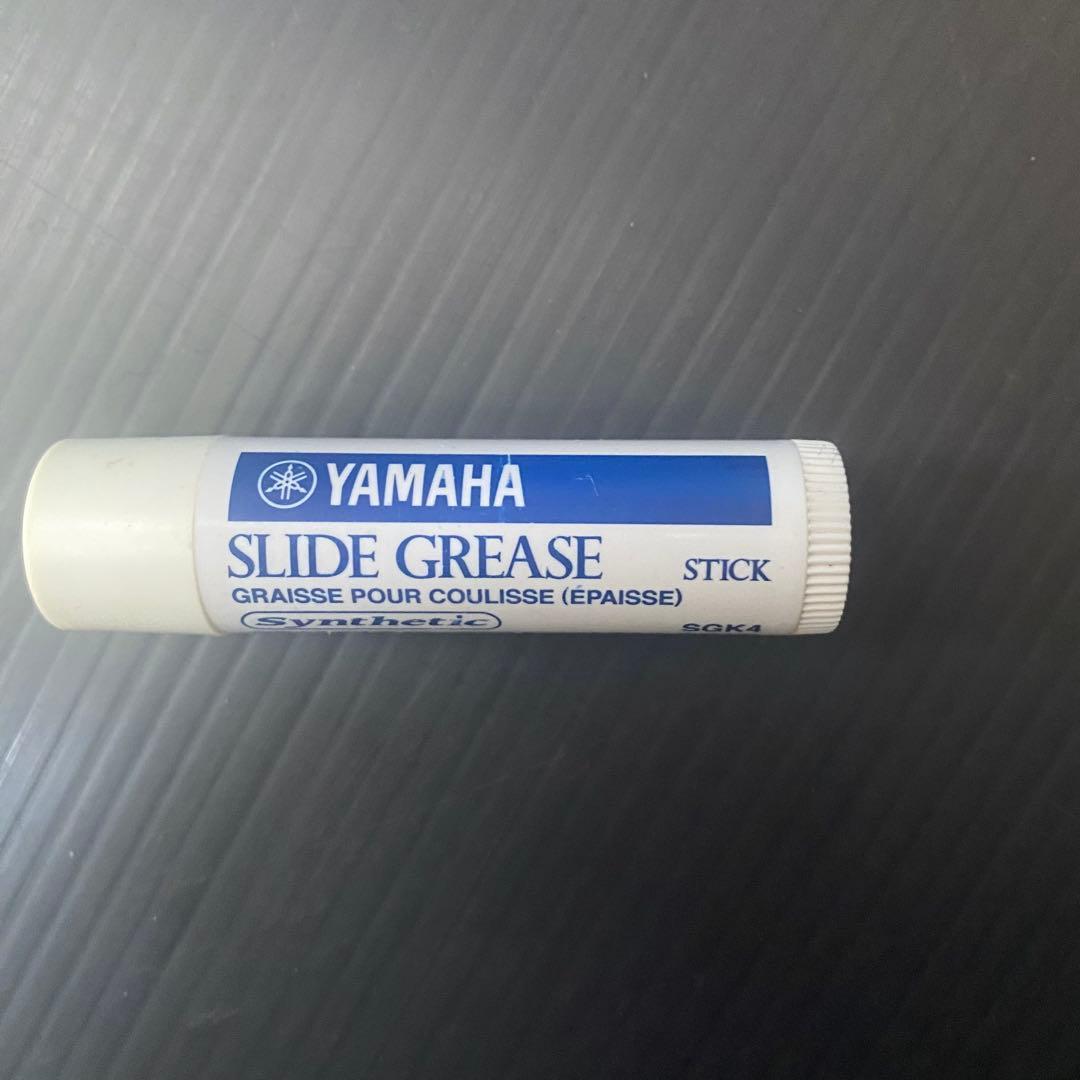 YAMAHA
SLIDE GREASE STICK
GRAISSE POUR COULISSE (ÉPAISSE)
Synthetic SGK4